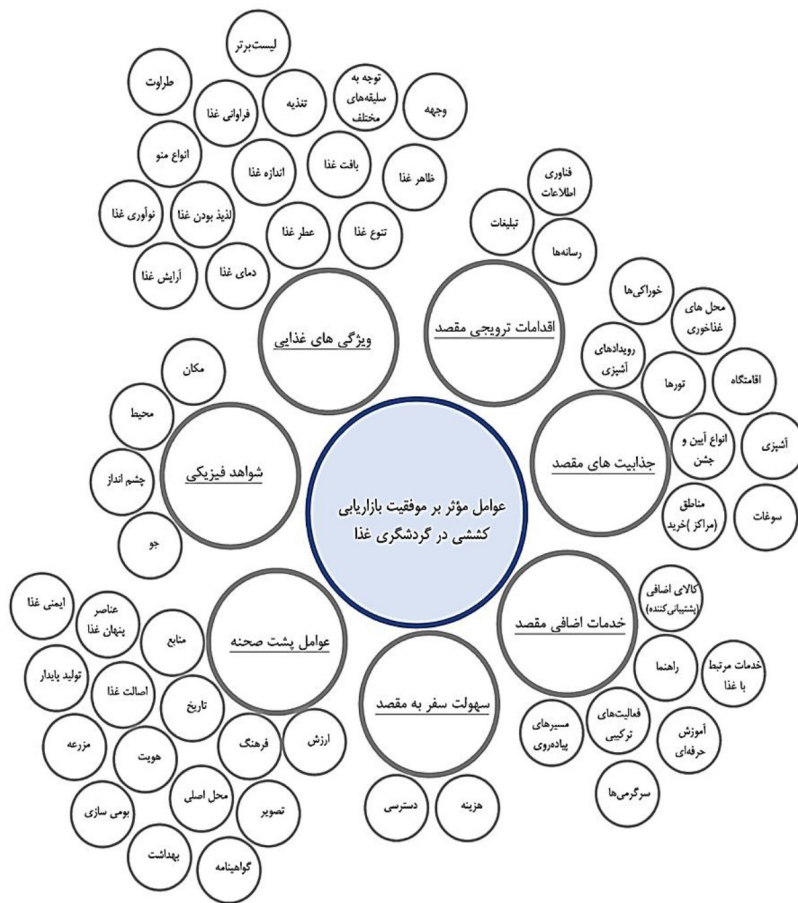 لیست‌برتر
طراوت
فراوانی غذا
تغذیه
توجه به
سلیقه‌های
مختلف
وجهه
انواع منو
اندازه غذا
بافت غذا
ظاهر غذا
نوآوری غذا
لذیذ بودن غذا
عطر غذا
تنوع غذا
آرایش غذا
دمای غذا
ویژگی های غذایی
فناوری
اطلاعات
تبلیغات
رسانه‌ها
اقدامات ترویجی مقصد
خوراکی‌ها
محل های
غذاخوری
رویدادهای
آشپزی
تورها
اقامتگاه
انواع آیین و
جشن
آشپزی
مناطق
(مراکز )خرید
سوغات
جذابیت های مقصد
مکان
محیط
چشم انداز
جو
شواهد فیزیکی
عوامل مؤثر بر موفقیت بازاریابی
کششی در گردشگری غذا
کالای اضافی
(پشتیبانی‌کننده)
راهنما
خدمات مرتبط
با غذا
فعالیت‌های
ترکیبی
آموزش
حرفه‌ای
مسیرهای
پیاده‌روی
سرگرمی‌ها
خدمات اضافی مقصد
سهولت سفر به مقصد
دسترسی
هزینه
عوامل پشت صحنه
ایمنی غذا
عناصر
پنهان غذا
منابع
تولید پایدار
اصالت غذا
تاریخ
مزرعه
هویت
فرهنگ
ارزش
بومی سازی
محل اصلی
تصویر
بهداشت
گواهینامه